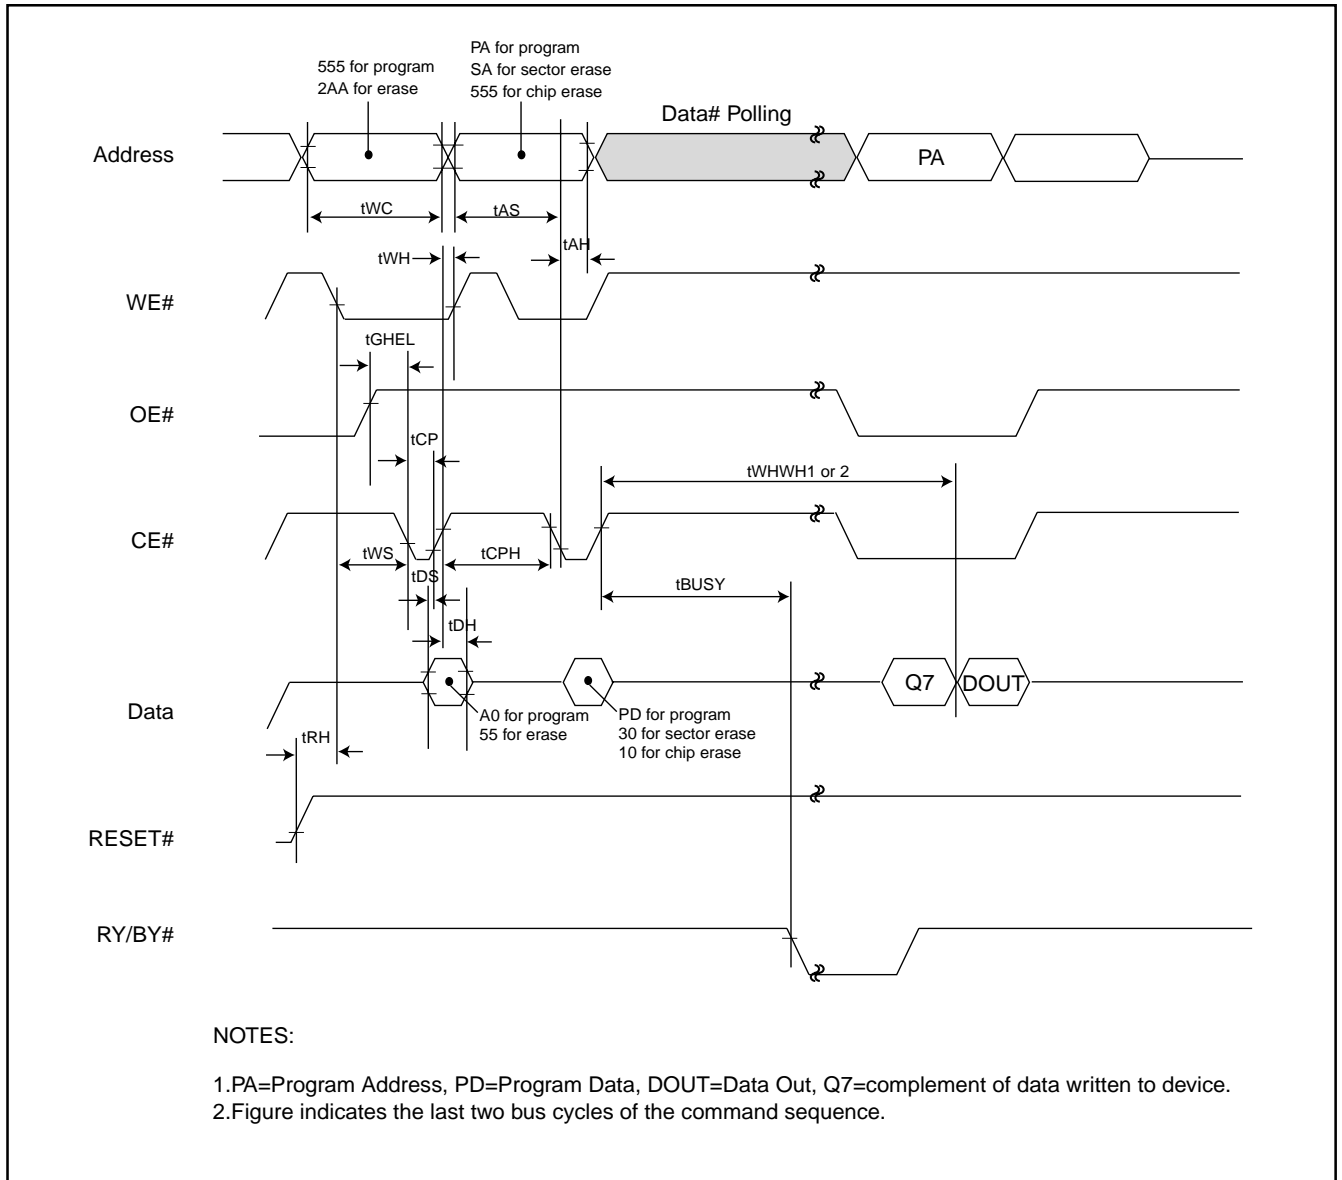 555 for program
2AA for erase
PA for program
SA for sector erase
555 for chip erase
Data# Polling
Address
PA
tWC
tAS
tAH
tWH
WE#
tGHEL
OE#
tCP
tWHWH1 or 2
CE#
tWS
tCPH
tDS
tBUSY
tDH
Data
Q7
DOUT
A0 for program
55 for erase
PD for program
30 for sector erase
10 for chip erase
tRH
RESET#
RY/BY#
NOTES:
1.PA=Program Address, PD=Program Data, DOUT=Data Out, Q7=complement of data written to device.
2.Figure indicates the last two bus cycles of the command sequence.